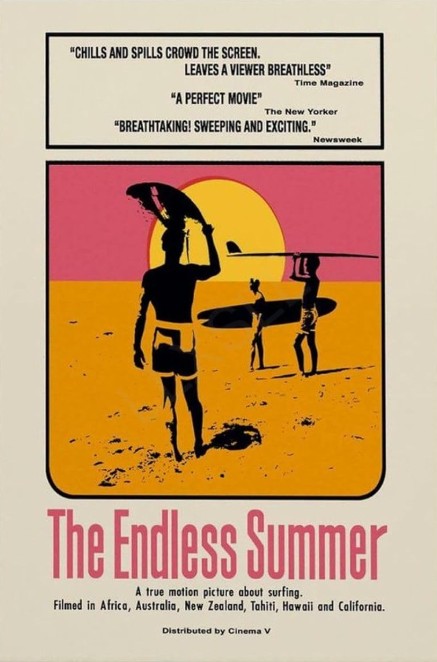 “CHILLS AND SPILLS CROWD THE SCREEN.
LEAVES A VIEWER BREATHLESS”
Time Magazine
“A PERFECT MOVIE”
The New Yorker
“BREATHTAKING! SWEEPING AND EXCITING.”
Newsweek
The Endless Summer
A true motion picture about surfing.
Filmed in Africa, Australia, New Zealand, Tahiti, Hawaii and California.
Distributed by Cinema V